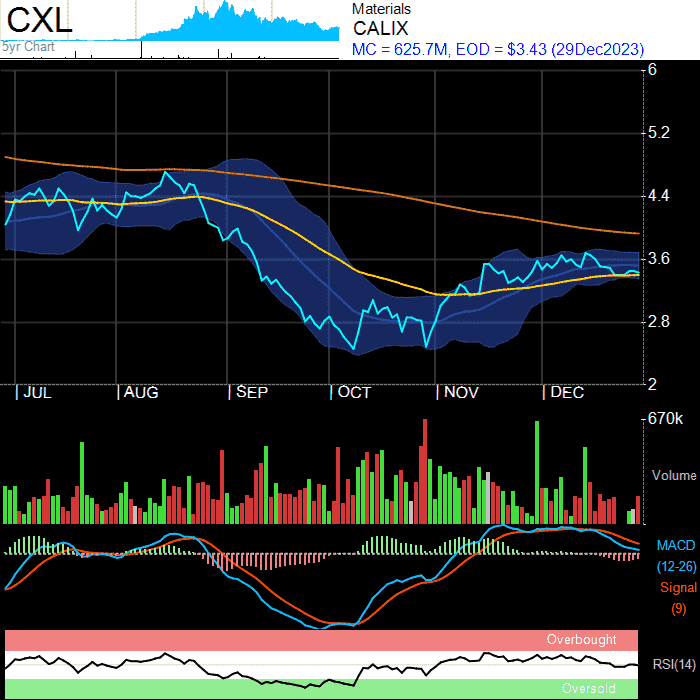 CXL
5yr Chart
Materials
CALIX
MC = 625.7M, EOD = $3.43 (29Dec2023)
6
5.2
4.4
3.6
2.8
2
JUL AUG SEP OCT NOV DEC
670k
Volume
MACD
(12-26)
Signal
(9)
Overbought
RSI(14)
Oversold